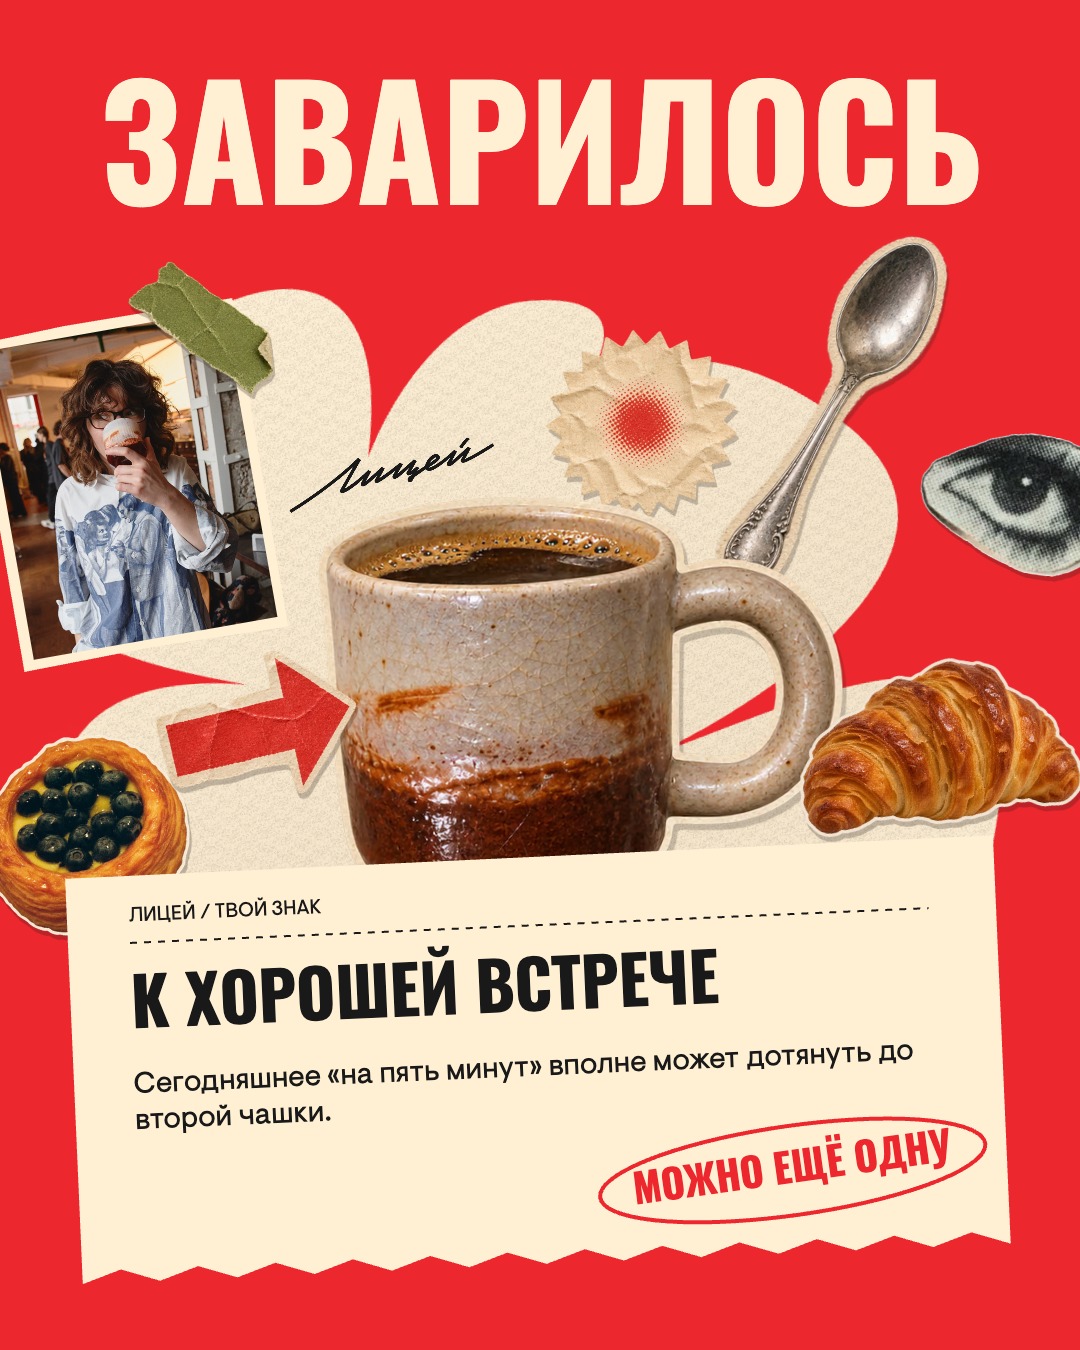 ЗАВАРИЛОСЬ
Лицей
ЛИЦЕЙ / ТВОЙ ЗНАК
К ХОРОШЕЙ ВСТРЕЧЕ
Сегодняшнее «на пять минут» вполне может дотянуть до
второй чашки.
МОЖНО ЕЩЁ ОДНУ